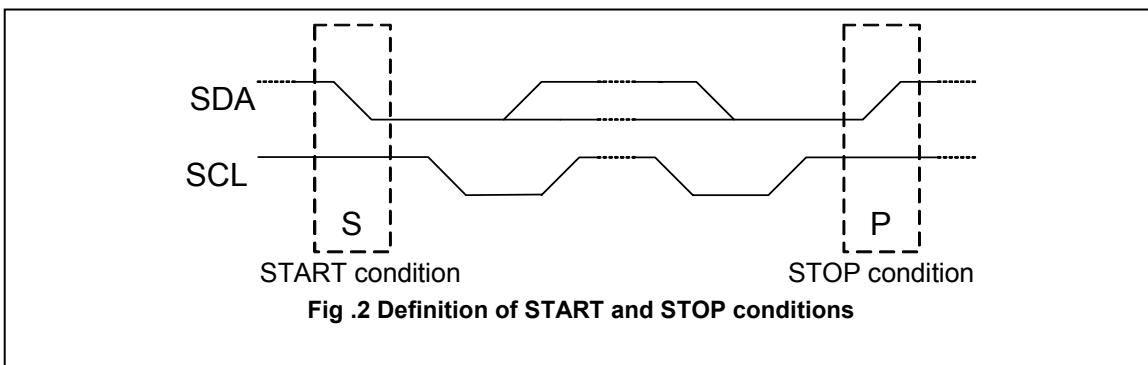 SDA
SCL
S P
START condition STOP condition
Fig .2 Definition of START and STOP conditions